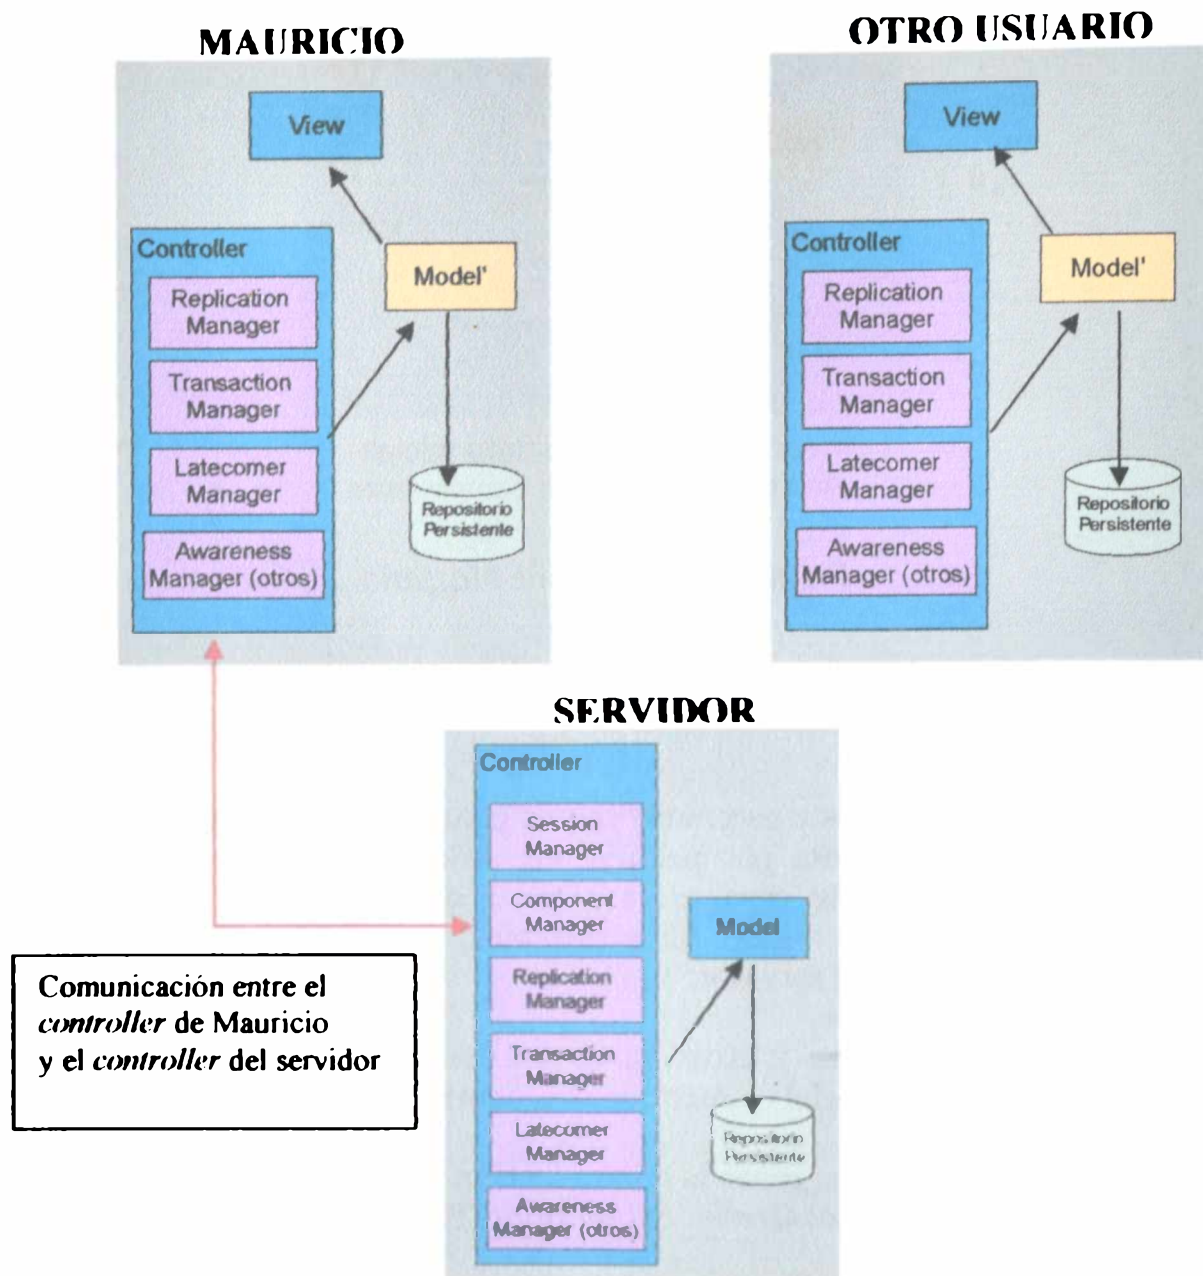 MAURICIO
View
Controller
Replication
Manager
Model'
Transaction
Manager
Latecomer
Manager
Repositorio
Persistente
Awareness
Manager (otros)
OTRO USUARIO
View
Controller
Replication
Manager
Model'
Transaction
Manager
Latecomer
Manager
Repositorio
Persistente
Awareness
Manager (otros)
SERVIDOR
Controller
Session
Manager
Component
Manager
Model
Replication
Manager
Transaction
Manager
Latecomer
Manager
Repositorio
Persistente
Awareness
Manager (otros)
Comunicación entre el
controller de Mauricio
y el controller del servidor